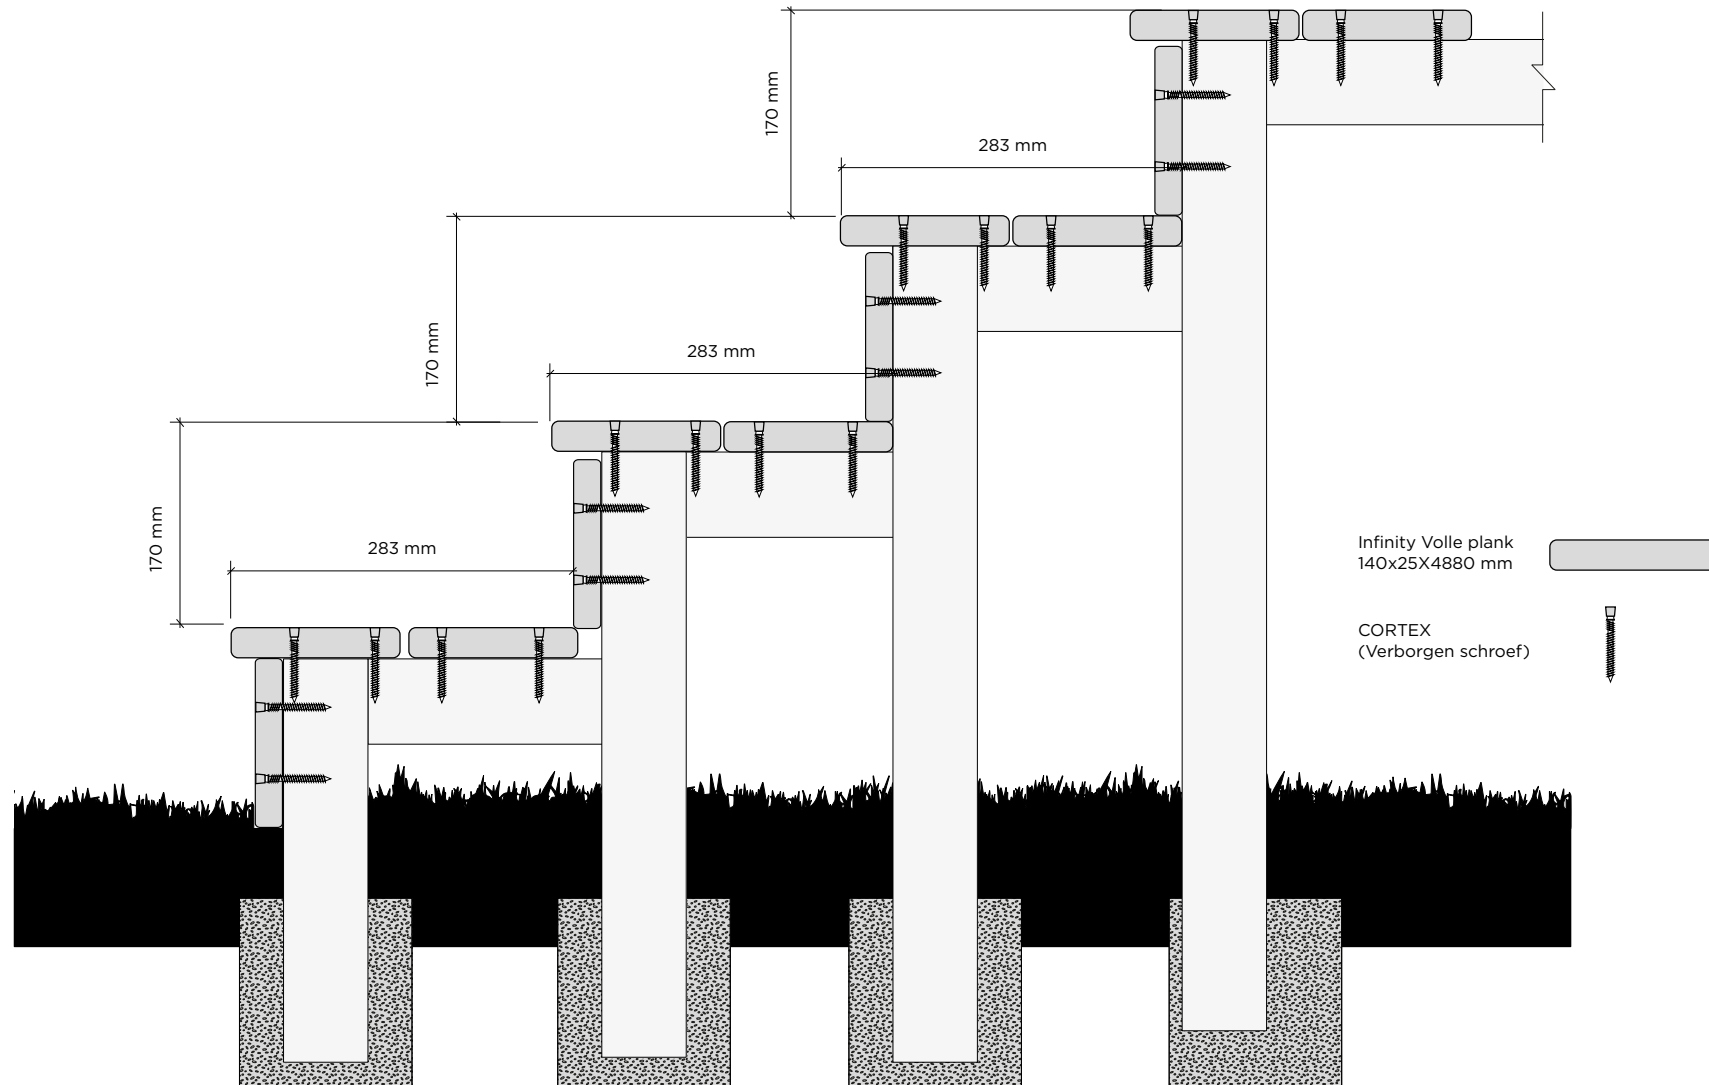 170 mm
283 mm
170 mm
283 mm
170 mm
283 mm
Infinity Volle plank
140x25X4880 mm
CORTEX
(Verborgen schroef)